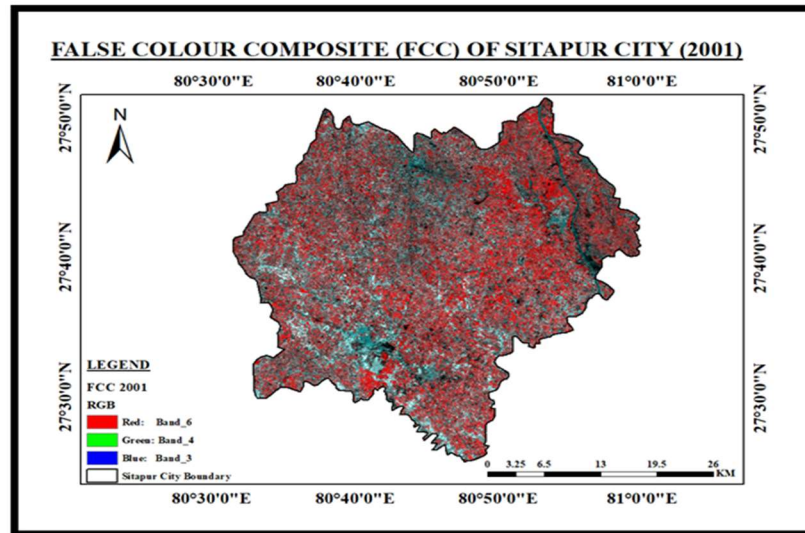 FALSE COLOUR COMPOSITE (FCC) OF SITAPUR CITY (2001)
80°30'0"E 80°40'0"E 80°50'0"E 81°0'0"E
N
27°50'0"N 27°50'0"N
27°40'0"N 27°40'0"N
27°30'0"N 27°30'0"N
LEGEND
FCC 2001
RGB
Red: Band_6
Green: Band_4
Blue: Band_3
Sitapur City Boundary
0 3.25 6.5 13 19.5 26
KM
80°30'0"E 80°40'0"E 80°50'0"E 81°0'0"E